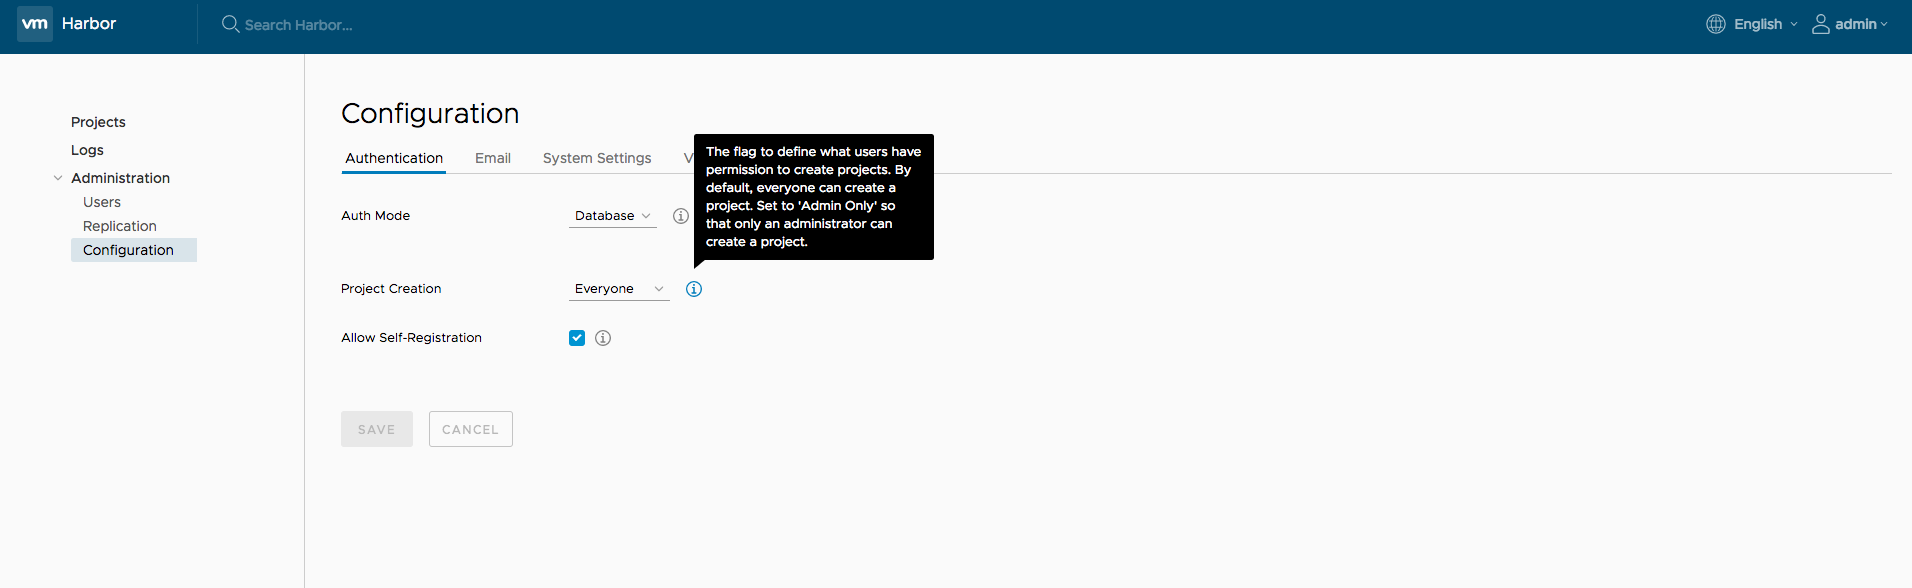 vm Harbor
Search Harbor...
English
admin
Projects
Logs
Administration
Users
Replication
Configuration
Configuration
Authentication Email System Settings V
The flag to define what users have
permission to create projects. By
default, everyone can create a
project. Set to 'Admin Only' so
that only an administrator can
create a project.
Auth Mode Database
Project Creation Everyone
Allow Self-Registration
SAVE CANCEL